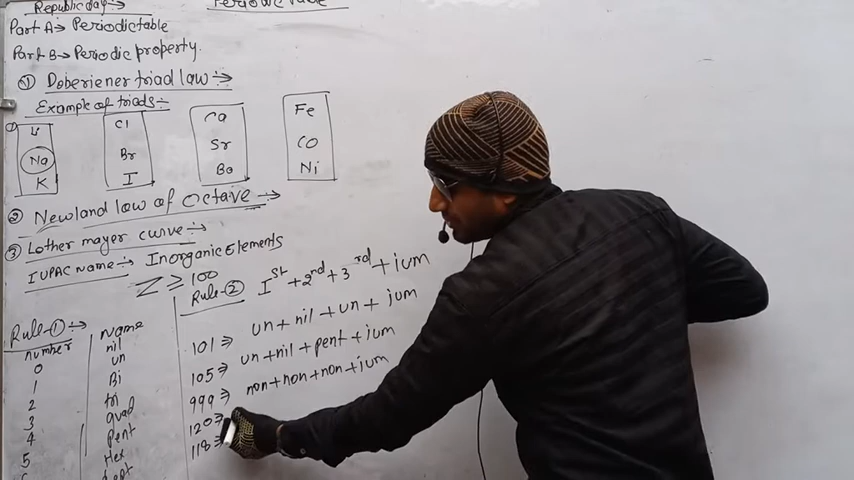 Republic day →
Periodic table
Part A → Periodic table
Part B → Periodic property.
① Doberiener triad law :→
Example of triads :-
① Li Na K
Cl Br I
Ca Sr Ba
Fe CO Ni
② Newland law of Octave :→
③ Lother mayer curve :→
IUPAC Name :→ Inorganic Elements
Z ≥ 100
Rule-① :→
number Name
0 nil
1 un
2 Bi
3 tri
4 quad
5 Pent
Hex
Rule-② Ist + 2nd + 3rd + ium
101 ⇒ un + nil + un + ium
105 ⇒ un + nil + pent + ium
999 ⇒ non + non + non + ium
120 ⇒
118 ⇒